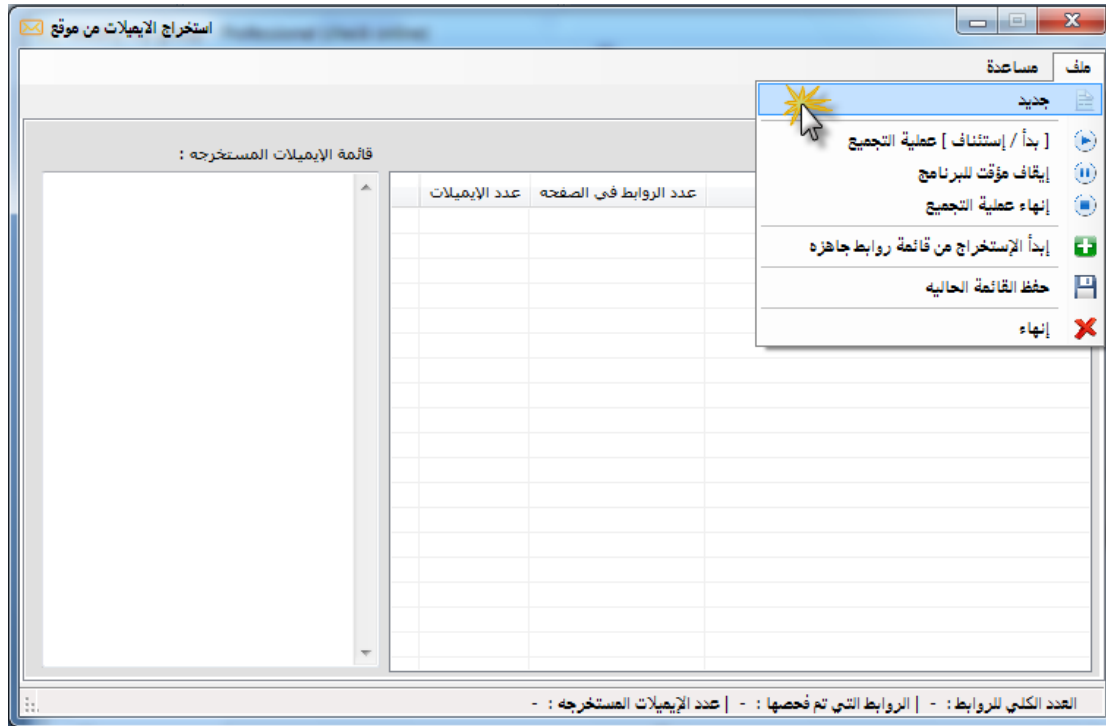 استخراج الايميلات من موقع
ملف
مساعدة
جديد
[ بدأ / إستئناف ] عملية التجميع
إيقاف مؤقت للبرنامج
إنهاء عملية التجميع
إبدأ الإستخراج من قائمة روابط جاهزه
حفظ القائمة الحاليه
إنهاء
عدد الروابط في الصفحه
عدد الإيميلات
قائمة الإيميلات المستخرجه :
العدد الكلي للروابط : - | الروابط التي تم فحصها : - | عدد الإيميلات المستخرجه : -